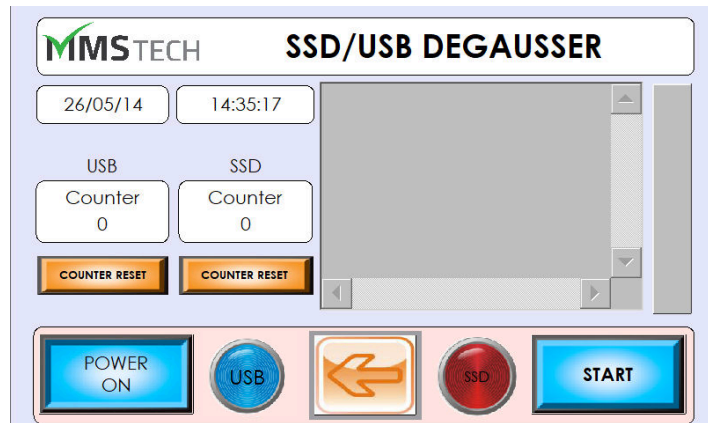 MMSTECH SSD/USB DEGAUSSER
26/05/14 14:35:17
USB SSD
Counter Counter
0 0
COUNTER RESET COUNTER RESET
POWER
ON
USB
SSD
START